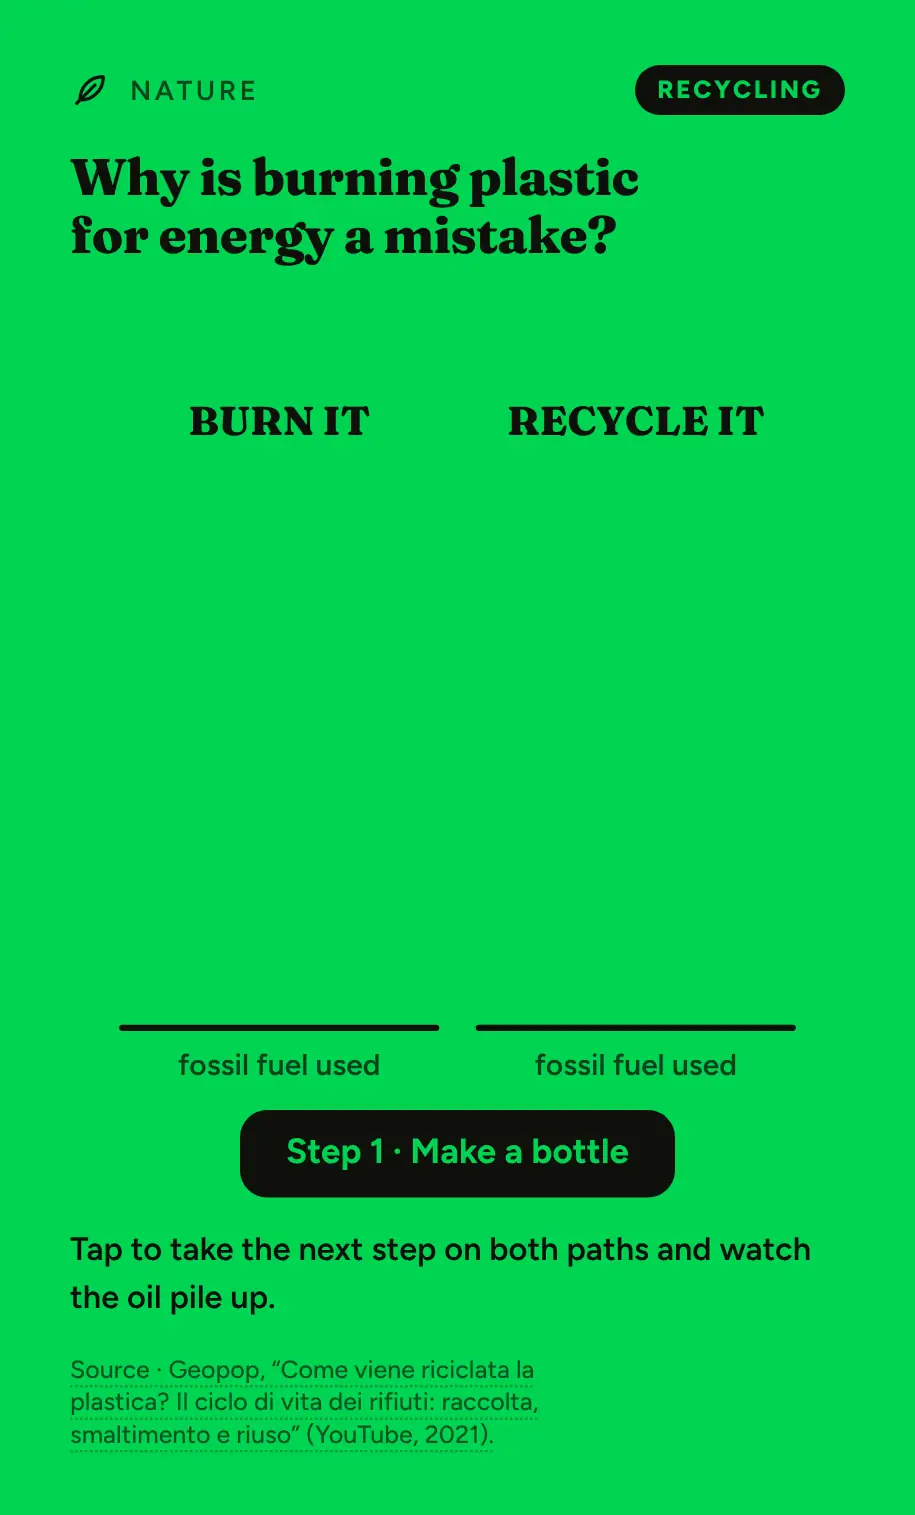 NATURE
RECYCLING
Why is burning plastic
for energy a mistake?
BURN IT
RECYCLE IT
fossil fuel used
fossil fuel used
Step 1 · Make a bottle
Tap to take the next step on both paths and watch
the oil pile up.
Source · Geopop, “Come viene riciclata la
plastica? Il ciclo di vita dei rifiuti: raccolta,
smaltimento e riuso” (YouTube, 2021).